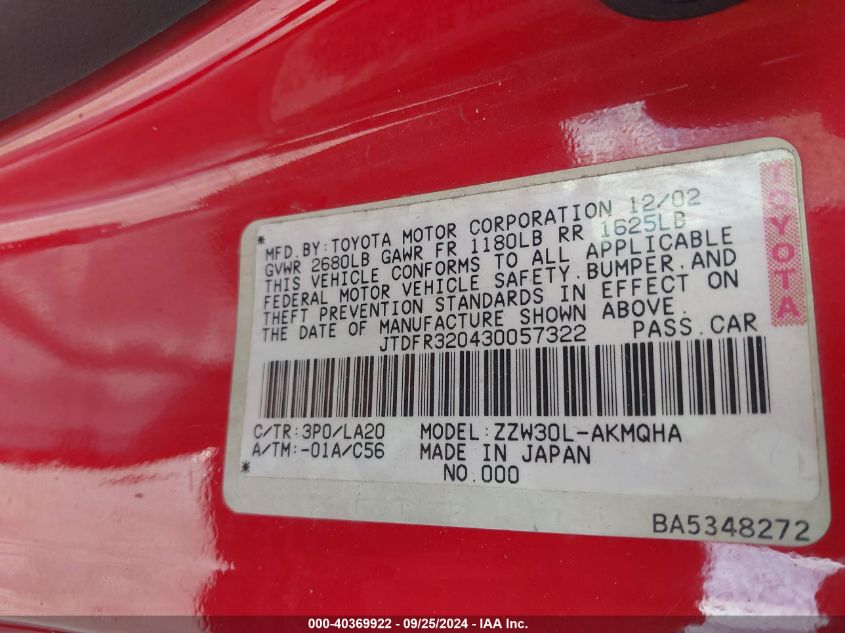 MFD.BY:TOYOTA MOTOR CORPORATION 12/02
GVWR 2680LB GAWR FR 1180LB RR 1625LB
THIS VEHICLE CONFORMS TO ALL APPLICABLE
FEDERAL MOTOR VEHICLE SAFETY,BUMPER,AND
THEFT PREVENTION STANDARDS IN EFFECT ON
THE DATE OF MANUFACTURE SHOWN ABOVE.
JTDFR320430057322 PASS.CAR
TOYOTA
C/TR:3P0/LA20 MODEL:ZZW30L-AKMQHA
A/TM:-01A/C56 MADE IN JAPAN
NO.000
BA5348272
000-40369922 - 09/25/2024 - IAA Inc.